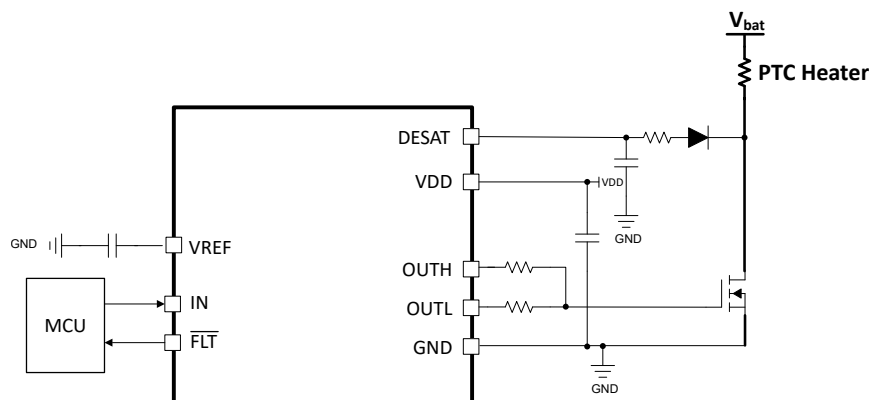 Vbat
PTC Heater
DESAT
VDD
VDD
GND
GND
VREF
OUTH
MCU
IN
OUTL
FLT
GND
GND